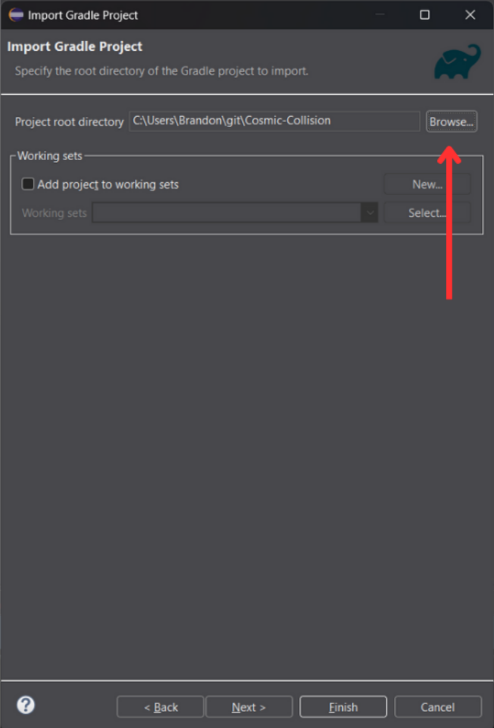 Import Gradle Project
Import Gradle Project
Specify the root directory of the Gradle project to import.
Project root directory C:\Users\Brandon\git\Cosmic-Collision Browse...
Working sets
Add project to working sets New...
Working sets Select...
? < Back Next > Finish Cancel